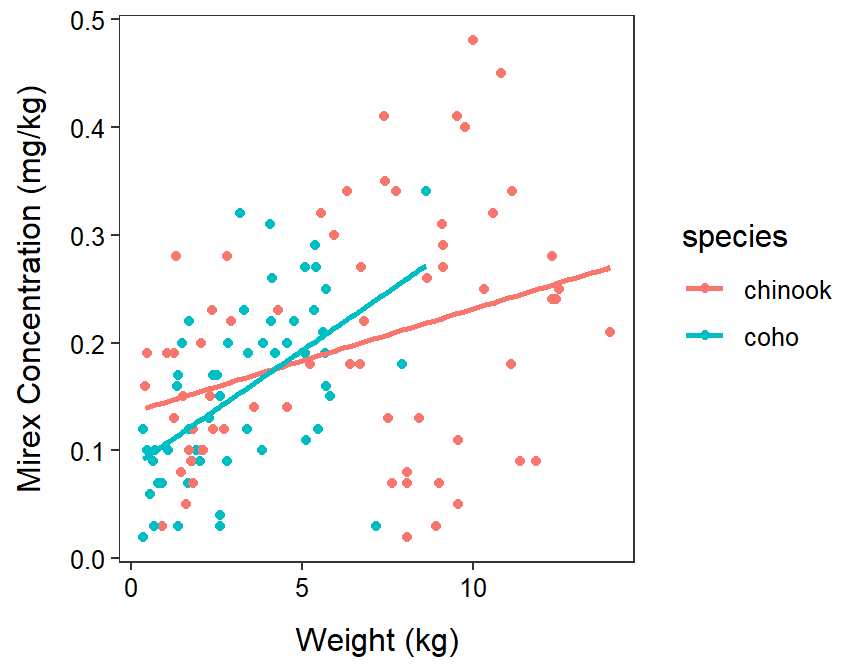 0.5
0.4
0.3
0.2
0.1
0.0
Mirex Concentration (mg/kg)
0 5 10
Weight (kg)
species
chinook
coho